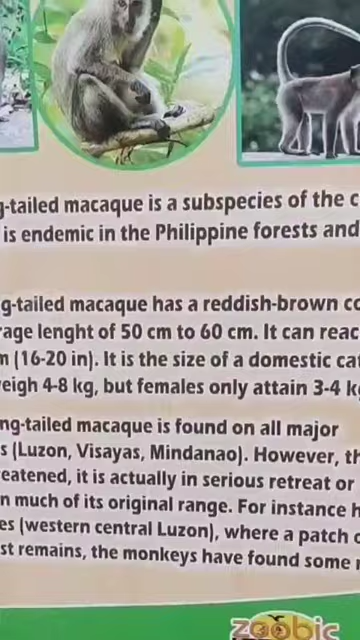 g-tailed macaque is a subspecies of the c
is endemic in the Philippine forests and
g-tailed macaque has a reddish-brown co
rage lenght of 50 cm to 60 cm. It can reac
m (16-20 in). It is the size of a domestic cat
weigh 4-8 kg, but females only attain 3-4 kg
ng-tailed macaque is found on all major
s (Luzon, Visayas, Mindanao). However, th
eatened, it is actually in serious retreat or
n much of its original range. For instance h
es (western central Luzon), where a patch o
st remains, the monkeys have found some r
zoobic